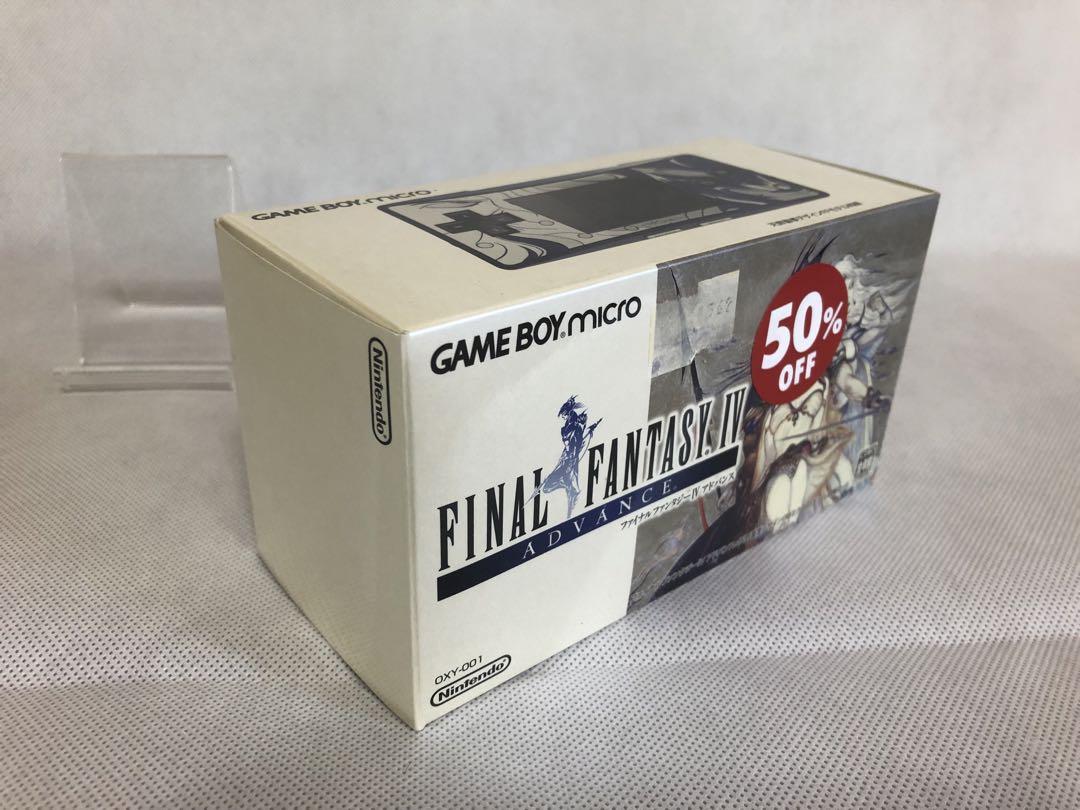 GAME BOY micro
Nintendo®
GAME BOY® micro
50%
OFF
FINAL FANTASY® IV
ADVANCE®
ファイナルファンタジーIV アドバンス
OXY-001
Nintendo®